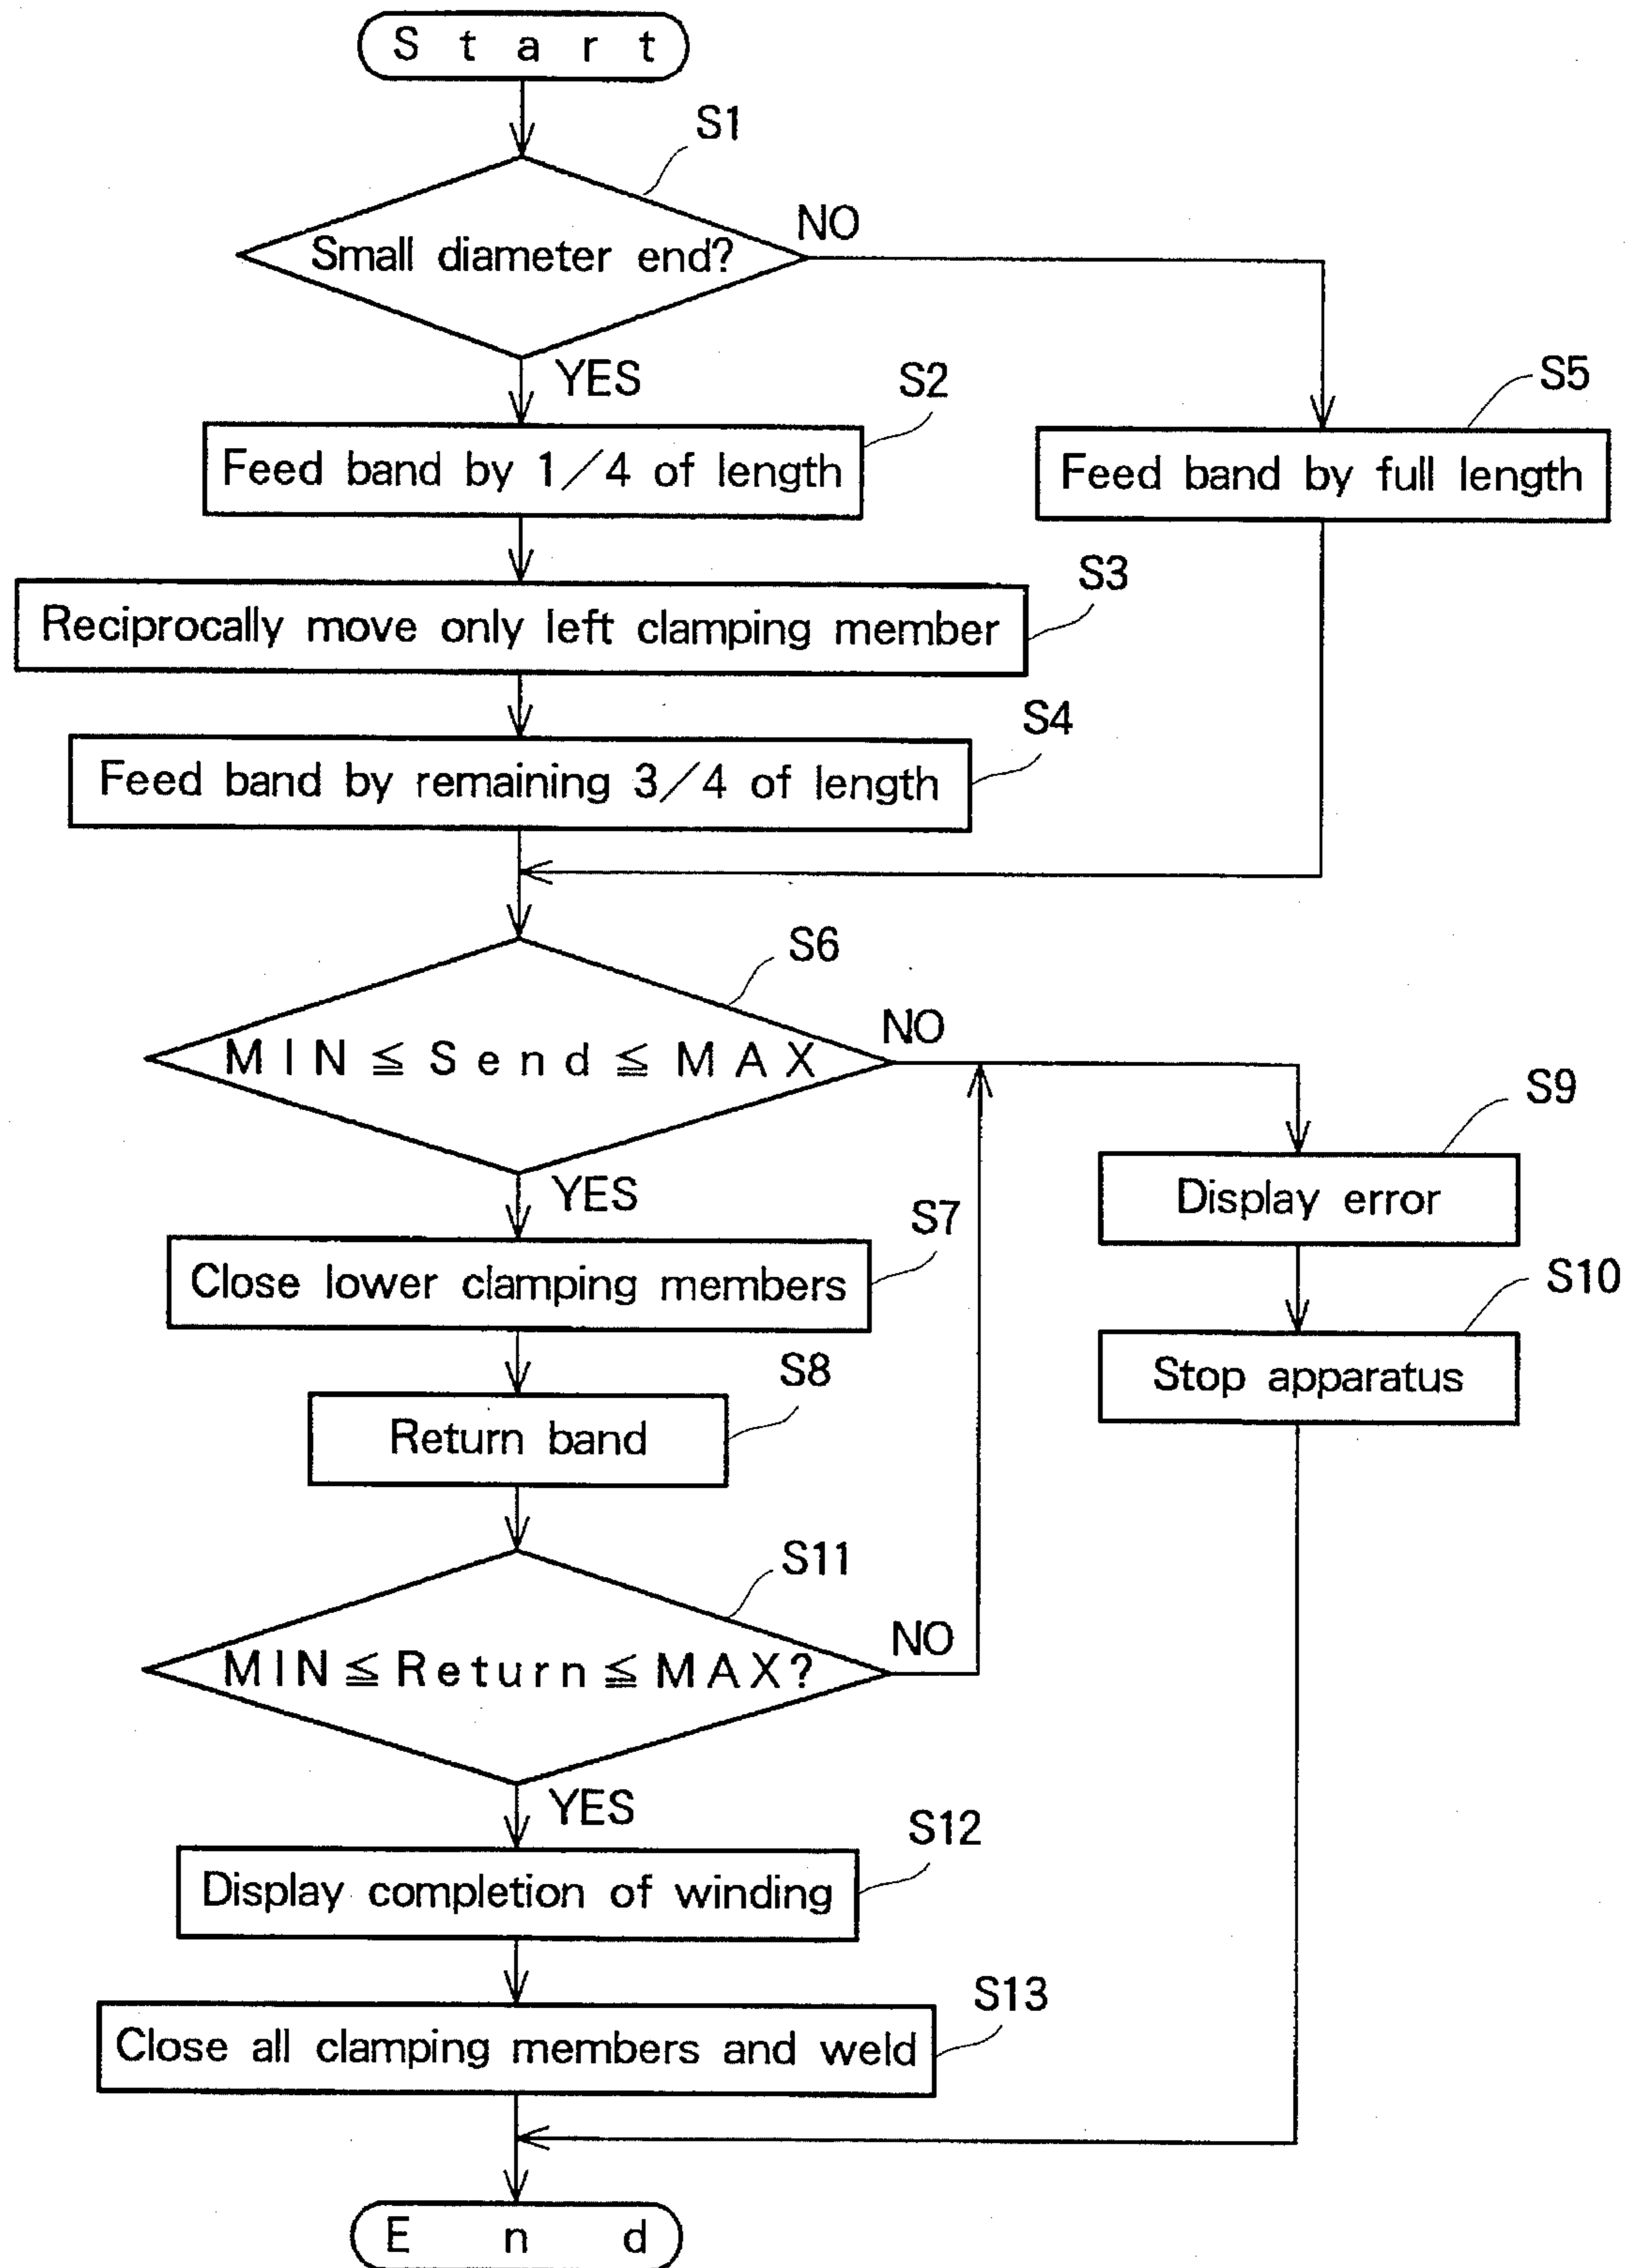 Start
S1
Small diameter end?
NO
YES
S2
S5
Feed band by 1/4 of length
Feed band by full length
S3
Reciprocally move only left clamping member
S4
Feed band by remaining 3/4 of length
S6
MIN ≦ Send ≦ MAX
NO
S9
YES
Display error
S7
Close lower clamping members
S10
Stop apparatus
S8
Return band
S11
MIN ≦ Return ≦ MAX?
NO
YES
S12
Display completion of winding
S13
Close all clamping members and weld
End